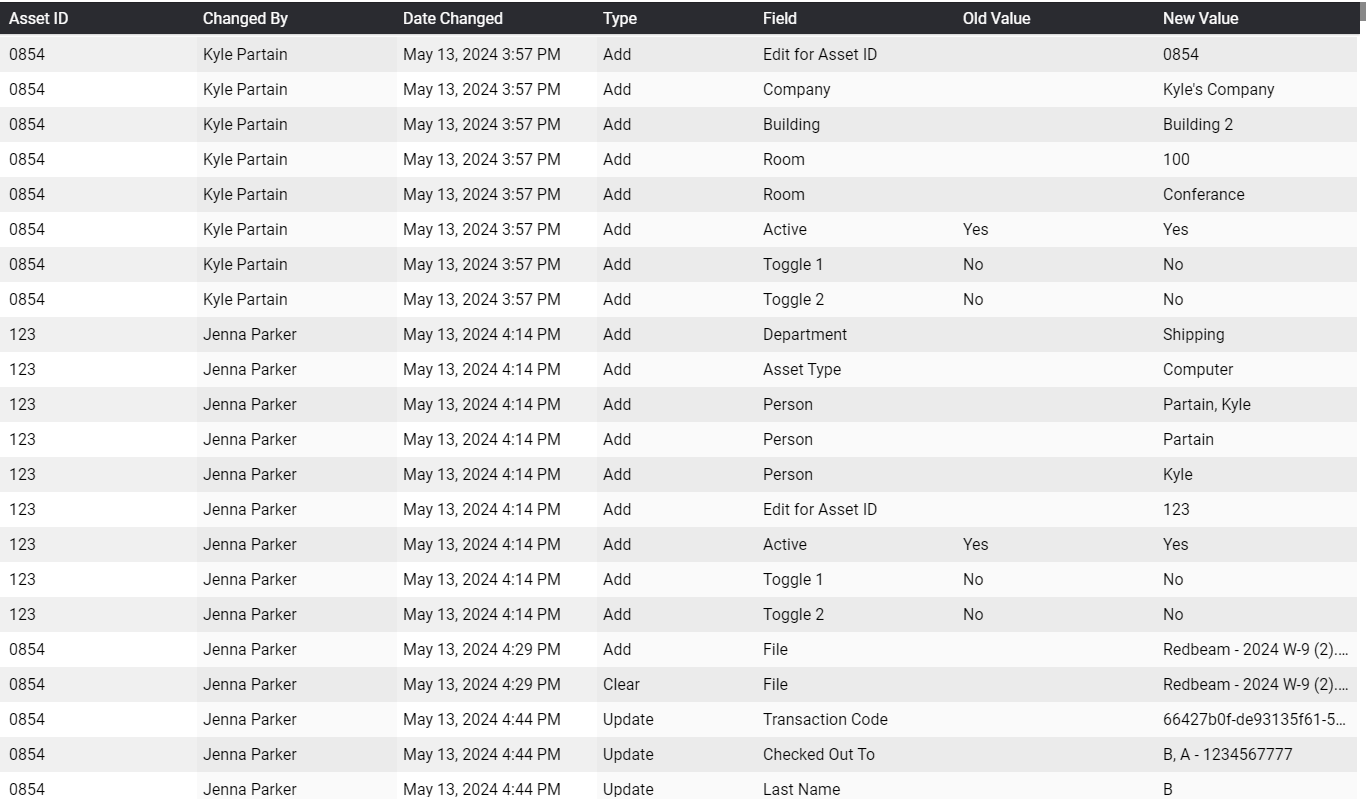 Asset ID Changed By Date Changed Type Field Old Value New Value
0854 Kyle Partain May 13, 2024 3:57 PM Add Edit for Asset ID 0854
0854 Kyle Partain May 13, 2024 3:57 PM Add Company Kyle's Company
0854 Kyle Partain May 13, 2024 3:57 PM Add Building Building 2
0854 Kyle Partain May 13, 2024 3:57 PM Add Room 100
0854 Kyle Partain May 13, 2024 3:57 PM Add Room Conferance
0854 Kyle Partain May 13, 2024 3:57 PM Add Active Yes Yes
0854 Kyle Partain May 13, 2024 3:57 PM Add Toggle 1 No No
0854 Kyle Partain May 13, 2024 3:57 PM Add Toggle 2 No No
123 Jenna Parker May 13, 2024 4:14 PM Add Department Shipping
123 Jenna Parker May 13, 2024 4:14 PM Add Asset Type Computer
123 Jenna Parker May 13, 2024 4:14 PM Add Person Partain, Kyle
123 Jenna Parker May 13, 2024 4:14 PM Add Person Partain
123 Jenna Parker May 13, 2024 4:14 PM Add Person Kyle
123 Jenna Parker May 13, 2024 4:14 PM Add Edit for Asset ID 123
123 Jenna Parker May 13, 2024 4:14 PM Add Active Yes Yes
123 Jenna Parker May 13, 2024 4:14 PM Add Toggle 1 No No
123 Jenna Parker May 13, 2024 4:14 PM Add Toggle 2 No No
0854 Jenna Parker May 13, 2024 4:29 PM Add File Redbeam - 2024 W-9 (2)....
0854 Jenna Parker May 13, 2024 4:29 PM Clear File Redbeam - 2024 W-9 (2)....
0854 Jenna Parker May 13, 2024 4:44 PM Update Transaction Code 66427b0f-de93135f61-5...
0854 Jenna Parker May 13, 2024 4:44 PM Update Checked Out To B, A - 1234567777
0854 Jenna Parker May 13, 2024 4:44 PM Update Last Name B